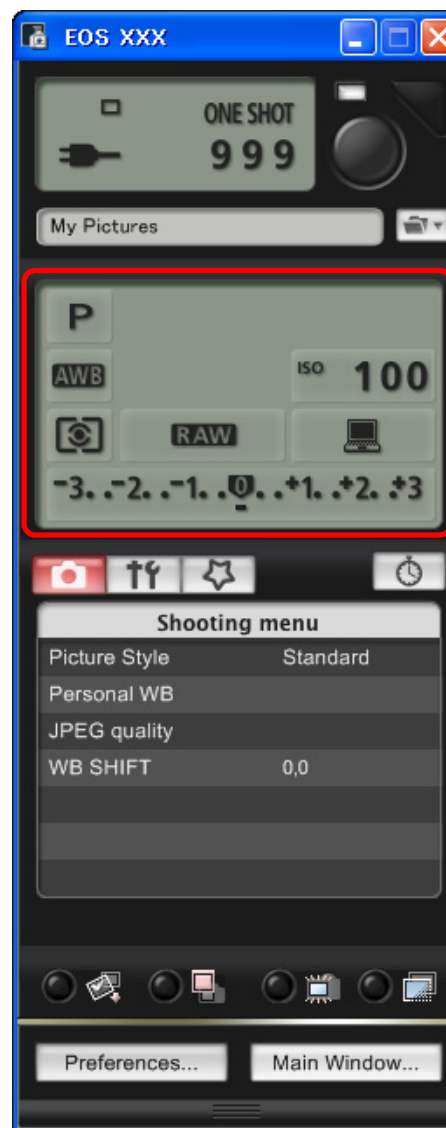 EOS XXX
ONE SHOT
999
My Pictures
P
AWB
ISO 100
RAW
-3. .-2. .-1. .0. .+1. .+2. .+3
Shooting menu
Picture Style Standard
Personal WB
JPEG quality
WB SHIFT 0,0
Preferences... Main Window...